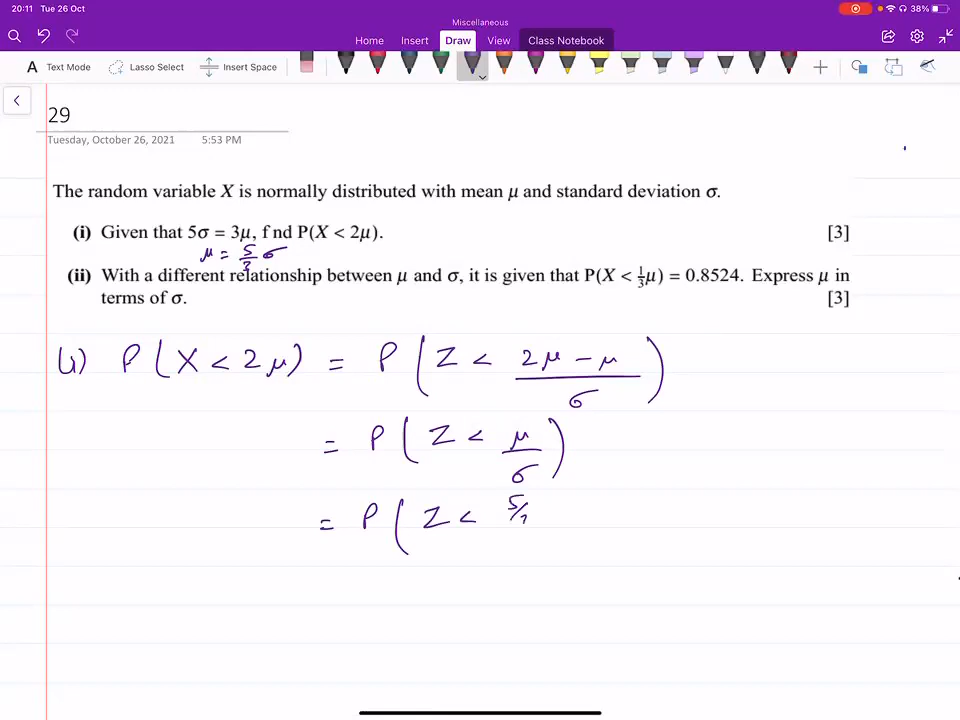 20:11 Tue 26 Oct 38%
Miscellaneous
Home Insert Draw View Class Notebook
A Text Mode Lasso Select Insert Space
29
Tuesday, October 26, 2021 5:53 PM
The random variable X is normally distributed with mean μ and standard deviation σ.
(i) Given that 5σ = 3μ, f nd P(X < 2μ). [3]
μ = 5/3 σ
(ii) With a different relationship between μ and σ, it is given that P(X < 1/3 μ) = 0.8524. Express μ in
terms of σ. [3]
(i) P(X < 2μ) = P(Z < (2μ − μ)/σ)
= P(Z < μ/σ)
= P(Z < 5/